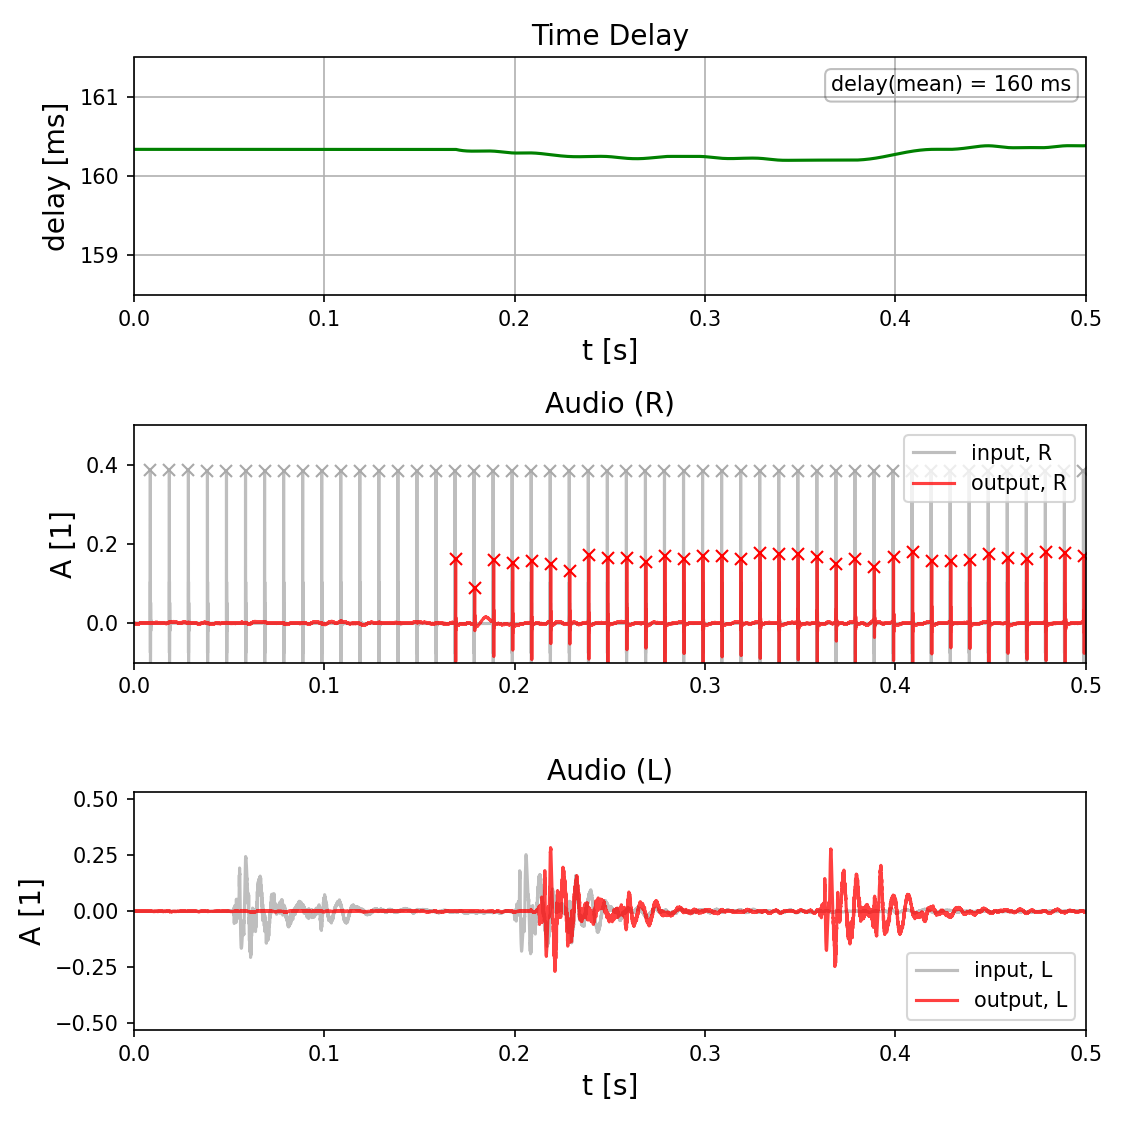 Time Delay
delay(mean) = 160 ms
delay [ms]
161
160
159
0.0 0.1 0.2 0.3 0.4 0.5
t [s]
Audio (R)
input, R
output, R
A [1]
0.4
0.2
0.0
0.0 0.1 0.2 0.3 0.4 0.5
Audio (L)
A [1]
0.50
0.25
0.00
−0.25
−0.50
input, L
output, L
0.0 0.1 0.2 0.3 0.4 0.5
t [s]